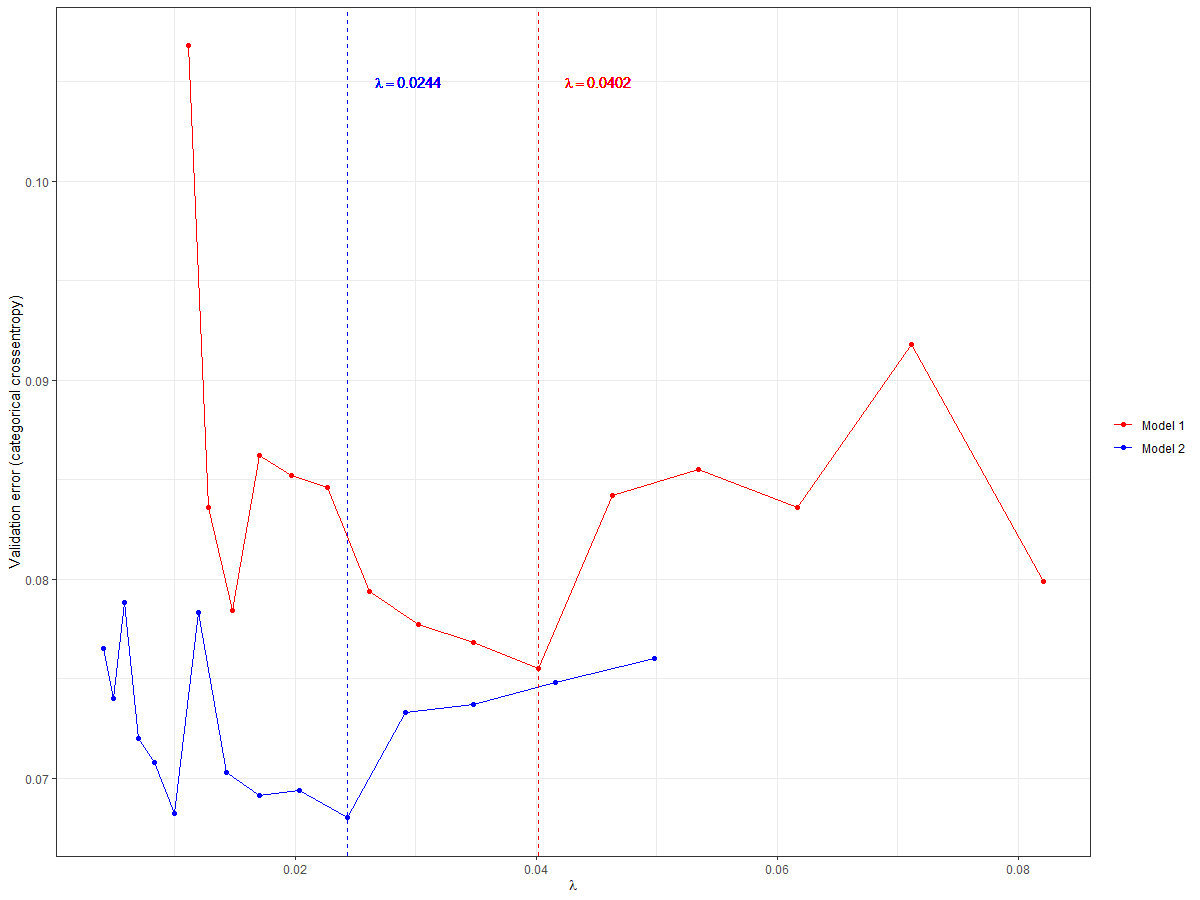 λ = 0.0244
λ = 0.0402
0.10
0.09
0.08
0.07
Validation error (categorical crossentropy)
0.02
0.04
0.06
0.08
λ
Model 1
Model 2